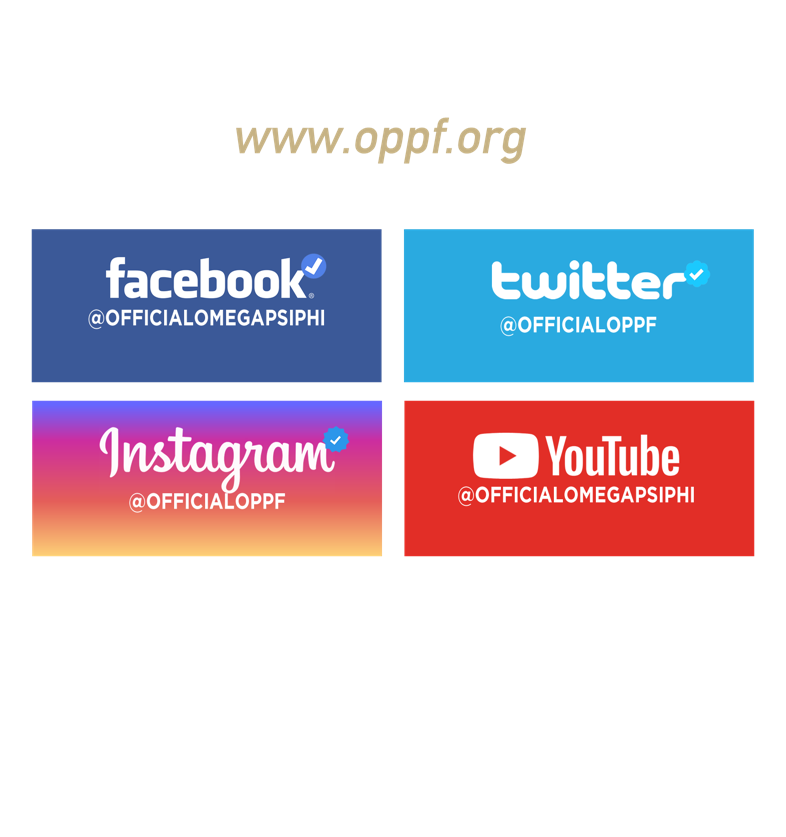 www.oppf.org
facebook®
@OFFICIALOMEGAPSIPHI
twitter
@OFFICIALOPPF
Instagram
@OFFICIALOPPF
YouTube
@OFFICIALOMEGAPSIPHI